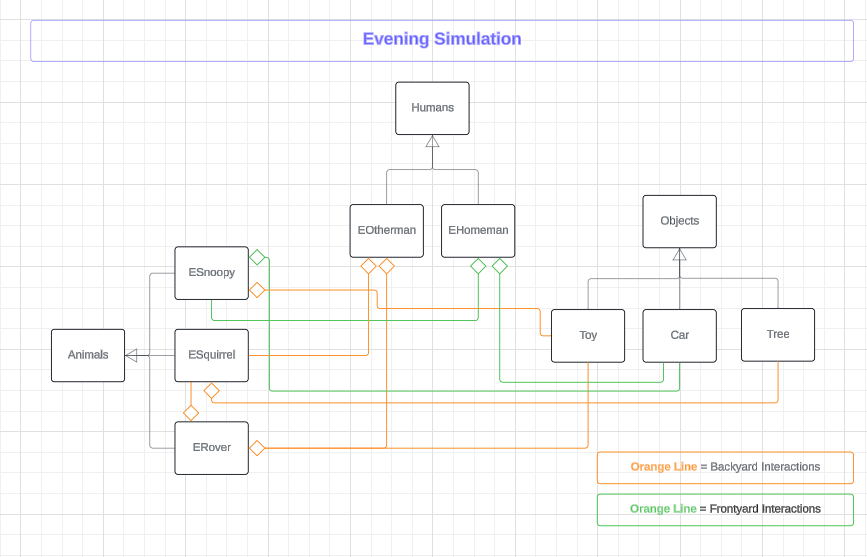 Evening Simulation
Humans
EOtherman
EHomeman
Objects
ESnoopy
Toy
Car
Tree
Animals
ESquirrel
ERover
Orange Line = Backyard Interactions
Orange Line = Frontyard Interactions